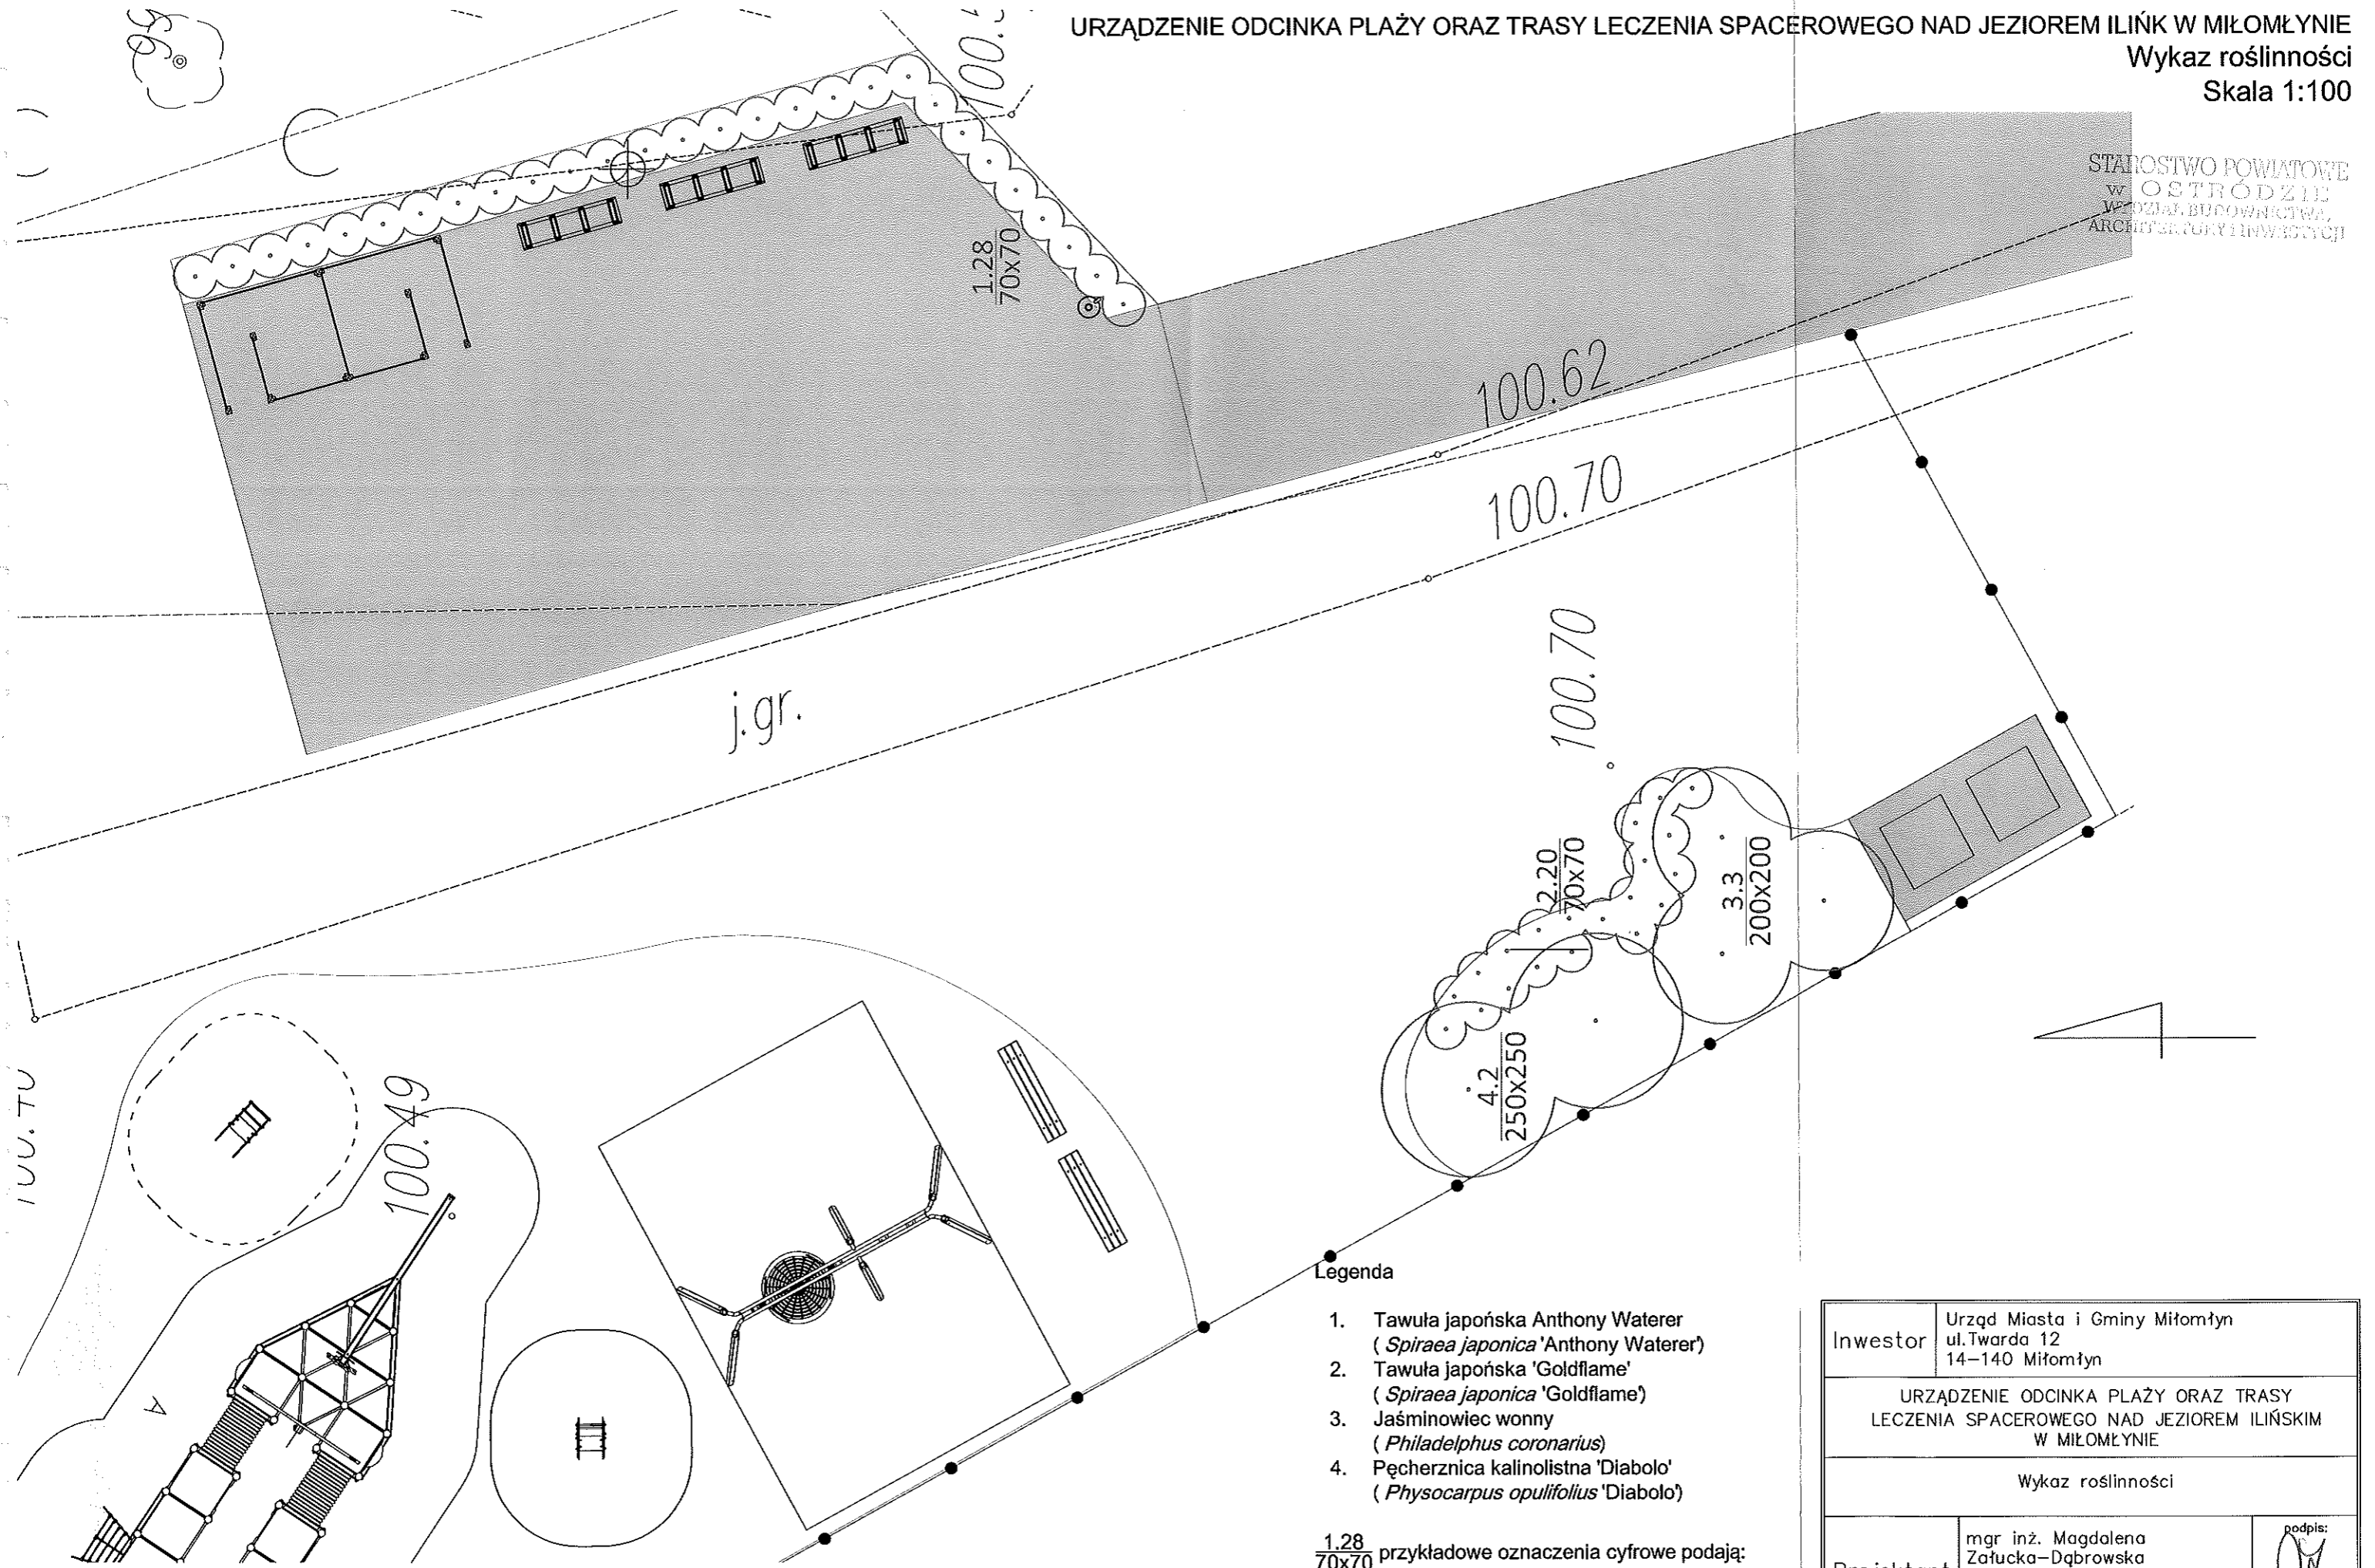 URZĄDZENIE ODCINKA PLAŻY ORAZ TRASY LECZENIA SPACEROWEGO NAD JEZIOREM ILIŃK W MIŁOMŁYNIE
Wykaz roślinności
Skala 1:100
STAROSTWO POWIATOWE
w OSTRÓDZIE
WYDZIAŁ BUDOWNICTWA,
ARCHITEKTURY I INWESTYCJI
1.28
70x70
100.62
100.70
j.gr.
100.70
2.20
70x70
3.3
200x200
4.2
250x250
100.49
A
Legenda
1. Tawuła japońska Anthony Waterer
( Spiraea japonica 'Anthony Waterer')
2. Tawuła japońska 'Goldflame'
( Spiraea japonica 'Goldflame')
3. Jaśminowiec wonny
( Philadelphus coronarius)
4. Pęcherznica kalinolistna 'Diabolo'
( Physocarpus opulifolius 'Diabolo')
1.28
70x70 przykładowe oznaczenia cyfrowe podają:
Inwestor
Urząd Miasta i Gminy Miłomłyn
ul.Twarda 12
14-140 Miłomłyn
URZĄDZENIE ODCINKA PLAŻY ORAZ TRASY
LECZENIA SPACEROWEGO NAD JEZIOREM ILIŃSKIM
W MIŁOMŁYNIE
Wykaz roślinności
Projektant
mgr inż. Magdalena
Załucka-Dąbrowska
podpis: